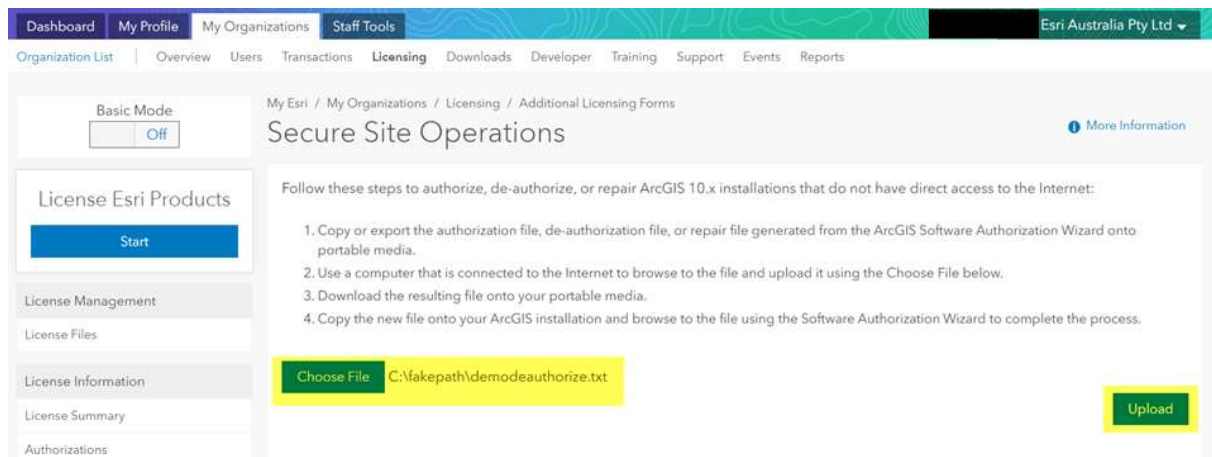 Dashboard My Profile My Organizations Staff Tools Esri Australia Pty Ltd
Organization List Overview Users Transactions Licensing Downloads Developer Training Support Events Reports
Basic Mode
Off
My Esri / My Organizations / Licensing / Additional Licensing Forms
Secure Site Operations
More Information
License Esri Products
Start
License Management
License Files
License Information
License Summary
Authorizations
Follow these steps to authorize, de-authorize, or repair ArcGIS 10.x installations that do not have direct access to the Internet:
1. Copy or export the authorization file, de-authorization file, or repair file generated from the ArcGIS Software Authorization Wizard onto
portable media.
2. Use a computer that is connected to the Internet to browse to the file and upload it using the Choose File below.
3. Download the resulting file onto your portable media.
4. Copy the new file onto your ArcGIS installation and browse to the file using the Software Authorization Wizard to complete the process.
Choose File C:\fakepath\demodeauthorize.txt
Upload